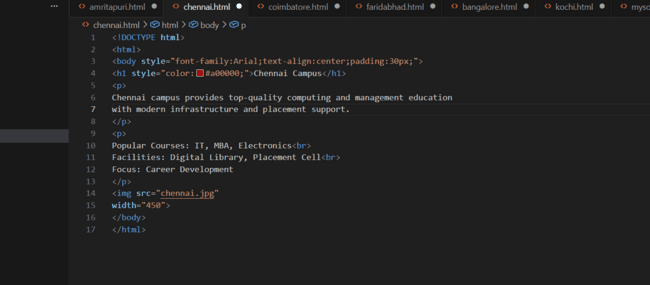 amritapuri.html chennai.html coimbatore.html faridabhad.html bangalore.html kochi.html
chennai.html > html > body > p
1 <!DOCTYPE html>
2 <html>
3 <body style="font-family:Arial;text-align:center;padding:30px;">
4 <h1 style="color:#a00000;">Chennai Campus</h1>
5 <p>
6 Chennai campus provides top-quality computing and management education
7 with modern infrastructure and placement support.
8 </p>
9 <p>
10 Popular Courses: IT, MBA, Electronics<br>
11 Facilities: Digital Library, Placement Cell<br>
12 Focus: Career Development
13 </p>
14 <img src="chennai.jpg"
15 width="450">
16 </body>
17 </html>